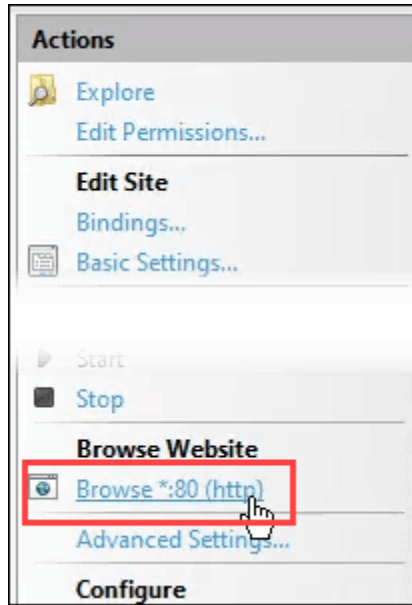 Actions
Explore
Edit Permissions...
Edit Site
Bindings...
Basic Settings...
Start
Stop
Browse Website
Browse *:80 (http)
Advanced Settings...
Configure